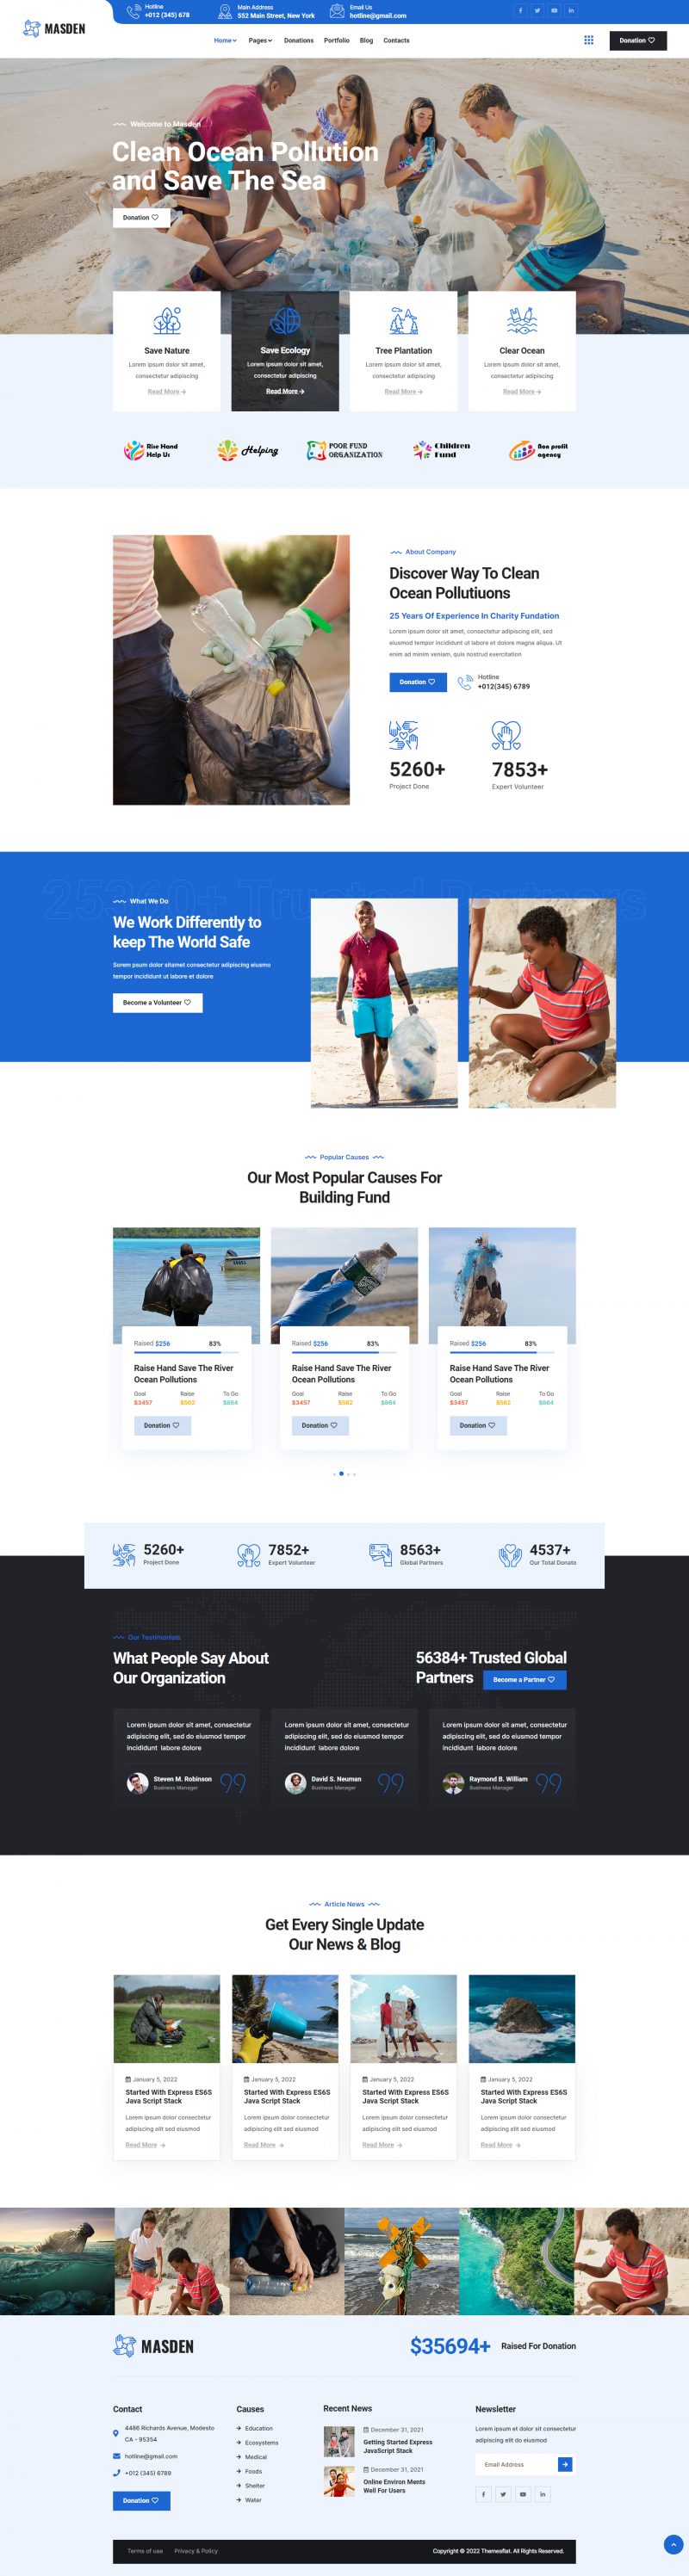 MASDEN
Hotline
+012 (345) 678
Main Address
552 Main Street, New York
Email Us
hotline@gmail.com
Home
Pages
Donations
Portfolio
Blog
Contacts
Donation
Welcome to Masden
Clean Ocean Pollution
and Save The Sea
Donation
Save Nature
Lorem ipsum dolor sit amet,
consectetur adipiscing
Read More
Save Ecology
Lorem ipsum dolor sit amet,
consectetur adipiscing
Read More
Tree Plantation
Lorem ipsum dolor sit amet,
consectetur adipiscing
Read More
Clear Ocean
Lorem ipsum dolor sit amet,
consectetur adipiscing
Read More
Rise Hand
Help Us
Helping
POOR FUND
ORGANIZATION
Children
Fund
Non profit
agency
About Company
Discover Way To Clean
Ocean Pollutiuons
25 Years Of Experience In Charity Fundation
Lorem ipsum dolor sit amet, consectetur adipiscing elit, sed
eiusmod tempor incididunt ut labore et dolore magna aliqua. Ut
enim ad minim veniam, quis nostrud exercitation
Donation
Hotline
+012(345) 6789
5260+
Project Done
7853+
Expert Volunteer
25360+ Trusted Partners
What We Do
We Work Differently to
keep The World Safe
Sorem psum dolor sitamet consectetur adipiscing eiusmo
tempor incididunt ut labore et dolore
Become a Volunteer
Popular Causes
Our Most Popular Causes For
Building Fund
Raised $256
83%
Raise Hand Save The River
Ocean Pollutions
Goal
Raise
To Go
$3457
$562
$864
Donation
Raised $256
83%
Raise Hand Save The River
Ocean Pollutions
Goal
Raise
To Go
$3457
$562
$864
Donation
Raised $256
83%
Raise Hand Save The River
Ocean Pollutions
Goal
Raise
To Go
$3457
$562
$864
Donation
5260+
Project Done
7852+
Expert Volunteer
8563+
Global Partners
4537+
Our Total Donate
Our Testimonials
What People Say About
Our Organization
56384+ Trusted Global
Partners
Become a Partner
Lorem ipsum dolor sit amet, consectetur
adipiscing elit, sed do eiusmod tempor
incididunt labore dolore
Steven M. Robinson
Business Manager
Lorem ipsum dolor sit amet, consectetur
adipiscing elit, sed do eiusmod tempor
incididunt labore dolore
David S. Neuman
Business Manager
Lorem ipsum dolor sit amet, consectetur
adipiscing elit, sed do eiusmod tempor
incididunt labore dolore
Raymond B. William
Business Manager
Article News
Get Every Single Update
Our News & Blog
January 5, 2022
Started With Express ES6S
Java Script Stack
Lorem ipsum dolor consectetur
adipiscing elit sed eiusmod
Read More
January 5, 2022
Started With Express ES6S
Java Script Stack
Lorem ipsum dolor consectetur
adipiscing elit sed eiusmod
Read More
January 5, 2022
Started With Express ES6S
Java Script Stack
Lorem ipsum dolor consectetur
adipiscing elit sed eiusmod
Read More
January 5, 2022
Started With Express ES6S
Java Script Stack
Lorem ipsum dolor consectetur
adipiscing elit sed eiusmod
Read More
MASDEN
$35694+
Raised For Donation
Contact
4486 Richards Avenue, Modesto
CA - 95354
hotline@gmail.com
+012 (345) 6789
Donation
Causes
Education
Ecosystems
Medical
Foods
Shelter
Water
Recent News
December 31, 2021
Getting Started Express
JavaScript Stack
December 31, 2021
Online Environ Ments
Well For Users
Newsletter
Lorem ipsum et dolor sit consectetur
adipiscing elit do eiusmod
Email Address
Terms of use
Privacy & Policy
Copyright © 2022 Themesflat. All Rights Reserved.